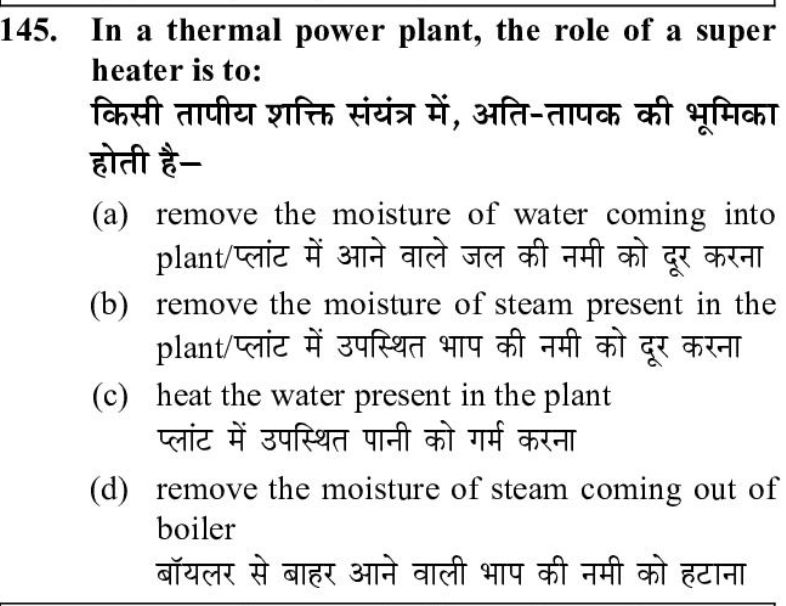 145. In a thermal power plant, the role of a super
heater is to:
किसी तापीय शक्ति संयंत्र में, अति-तापक की भूमिका
होती है–
(a) remove the moisture of water coming into
plant/प्लांट में आने वाले जल की नमी को दूर करना
(b) remove the moisture of steam present in the
plant/प्लांट में उपस्थित भाप की नमी को दूर करना
(c) heat the water present in the plant
प्लांट में उपस्थित पानी को गर्म करना
(d) remove the moisture of steam coming out of
boiler
बॉयलर से बाहर आने वाली भाप की नमी को हटाना